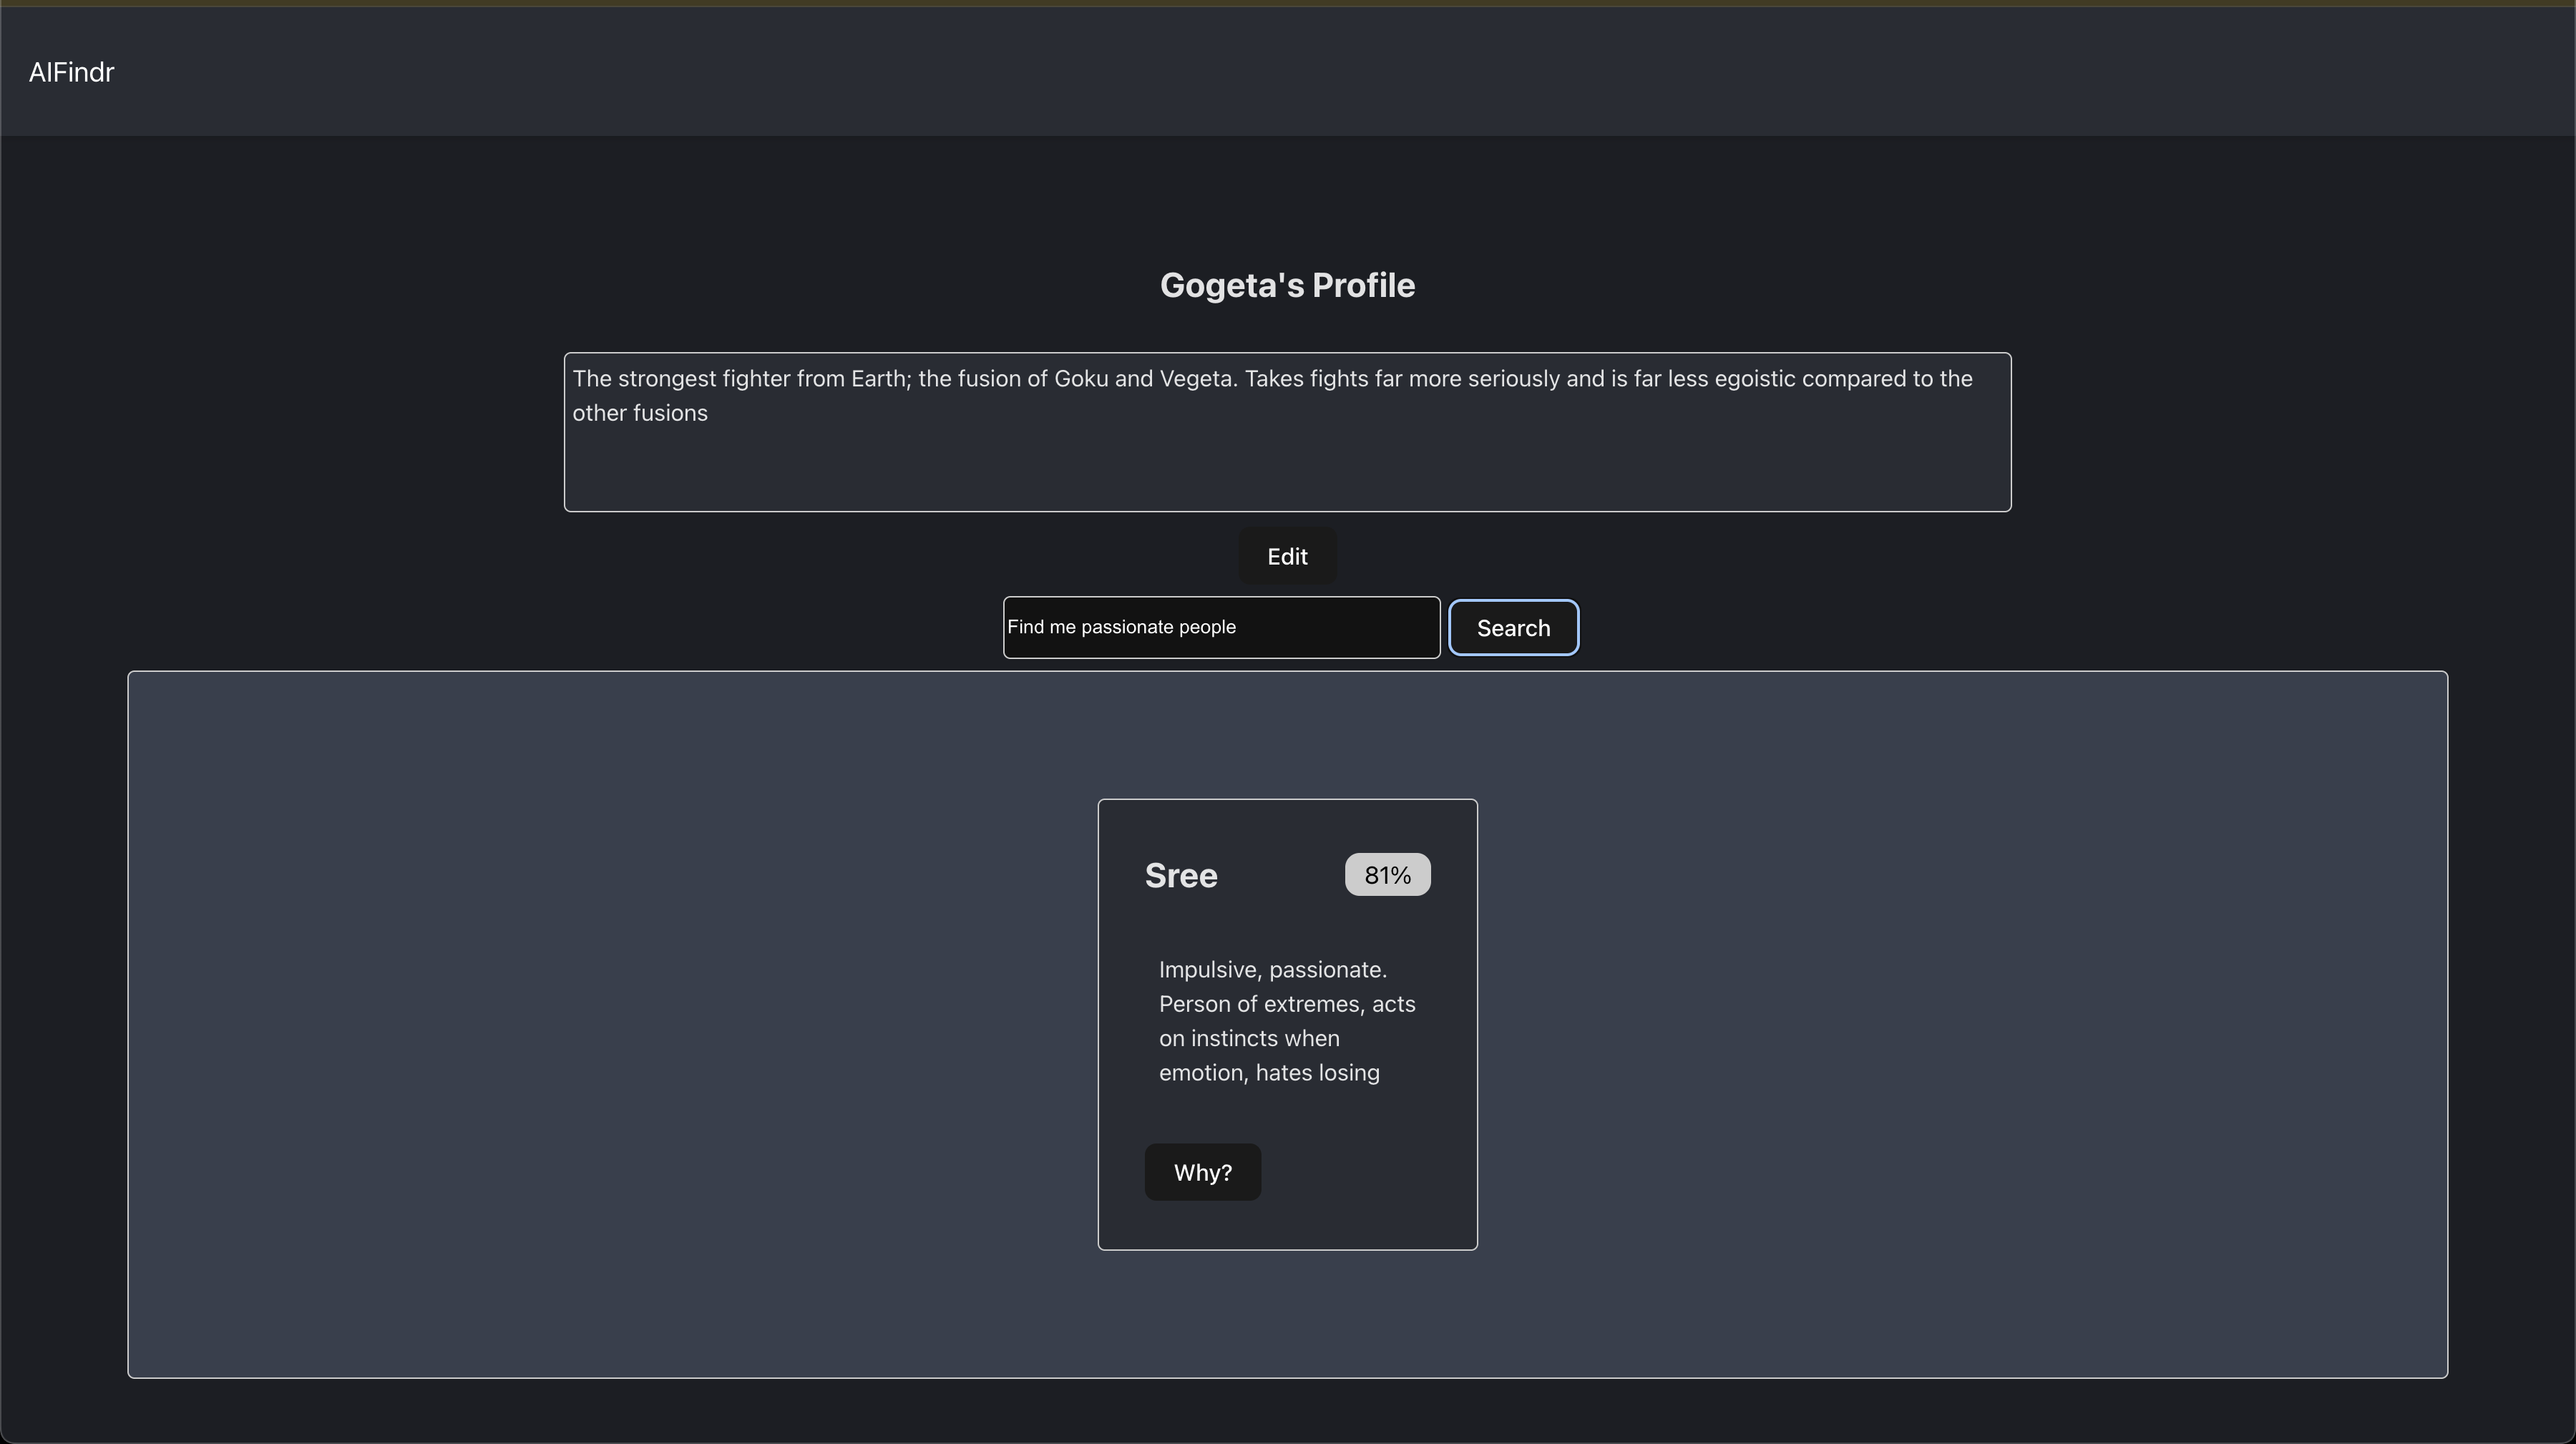 AIFindr
Gogeta's Profile
The strongest fighter from Earth; the fusion of Goku and Vegeta. Takes fights far more seriously and is far less egoistic compared to the
other fusions
Edit
Find me passionate people
Search
Sree
81%
Impulsive, passionate.
Person of extremes, acts
on instincts when
emotion, hates losing
Why?